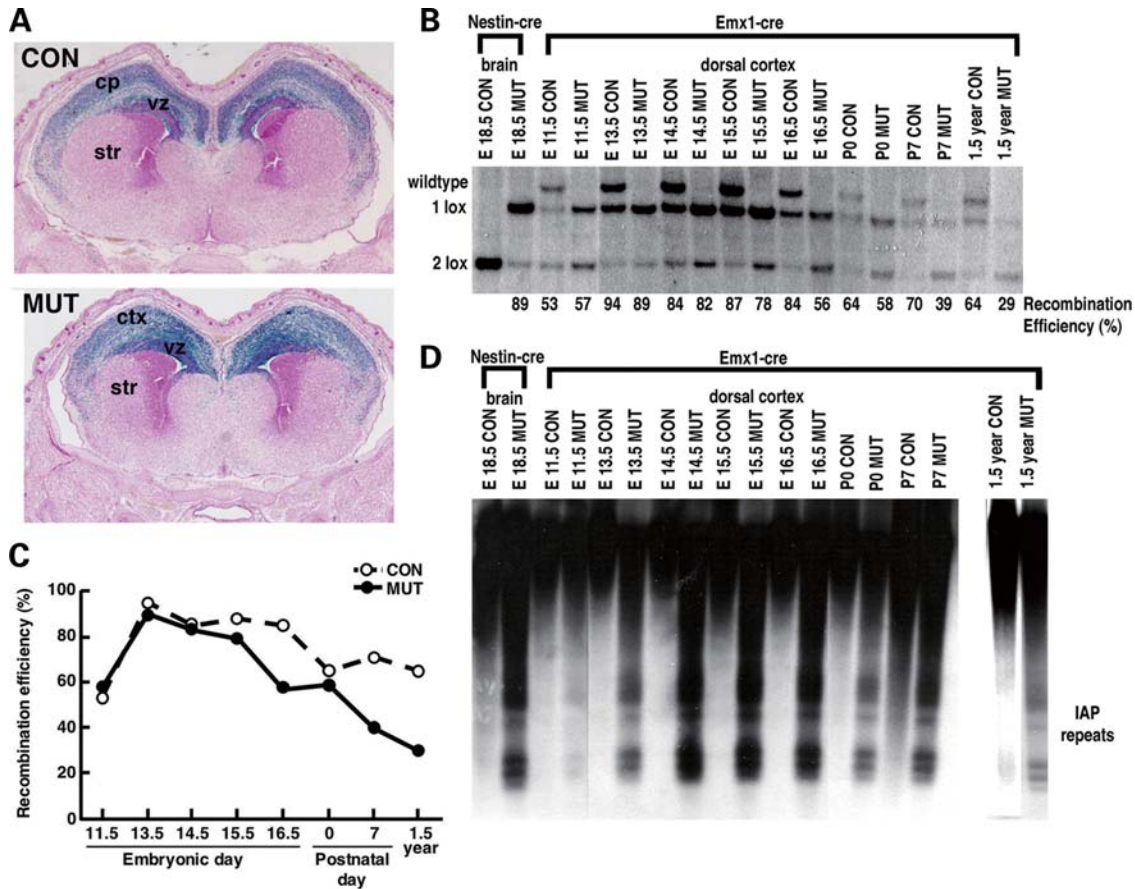 A
CON
cp
vz
str
MUT
ctx
vz
str
B
Nestin-cre
Emx1-cre
brain
dorsal cortex
E 18.5 CON
E 18.5 MUT
E 11.5 CON
E 11.5 MUT
E 13.5 CON
E 13.5 MUT
E 14.5 CON
E 14.5 MUT
E 15.5 CON
E 15.5 MUT
E 16.5 CON
E 16.5 MUT
P0 CON
P0 MUT
P7 CON
P7 MUT
1.5 year CON
1.5 year MUT
wildtype
1 lox
2 lox
89 53 57 94 89 84 82 87 78 84 56 64 58 70 39 64 29 Recombination
Efficiency (%)
C
CON
MUT
Recombination efficiency (%)
100
80
60
40
20
0
11.5 13.5 14.5 15.5 16.5 0 7 1.5
year
Embryonic day
Postnatal
day
D
Nestin-cre
Emx1-cre
brain
dorsal cortex
E 18.5 CON
E 18.5 MUT
E 11.5 CON
E 11.5 MUT
E 13.5 CON
E 13.5 MUT
E 14.5 CON
E 14.5 MUT
E 15.5 CON
E 15.5 MUT
E 16.5 CON
E 16.5 MUT
P0 CON
P0 MUT
P7 CON
P7 MUT
1.5 year CON
1.5 year MUT
IAP
repeats